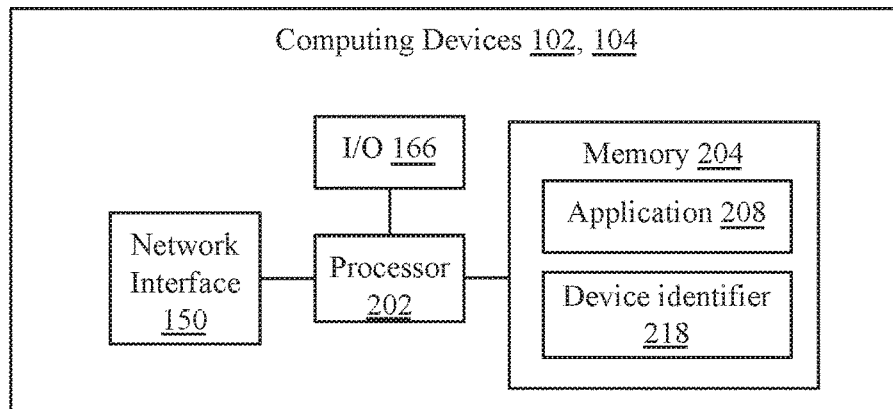 Computing Devices 102, 104
I/O 166
Memory 204
Application 208
Network
Interface
150
Processor
202
Device identifier
218